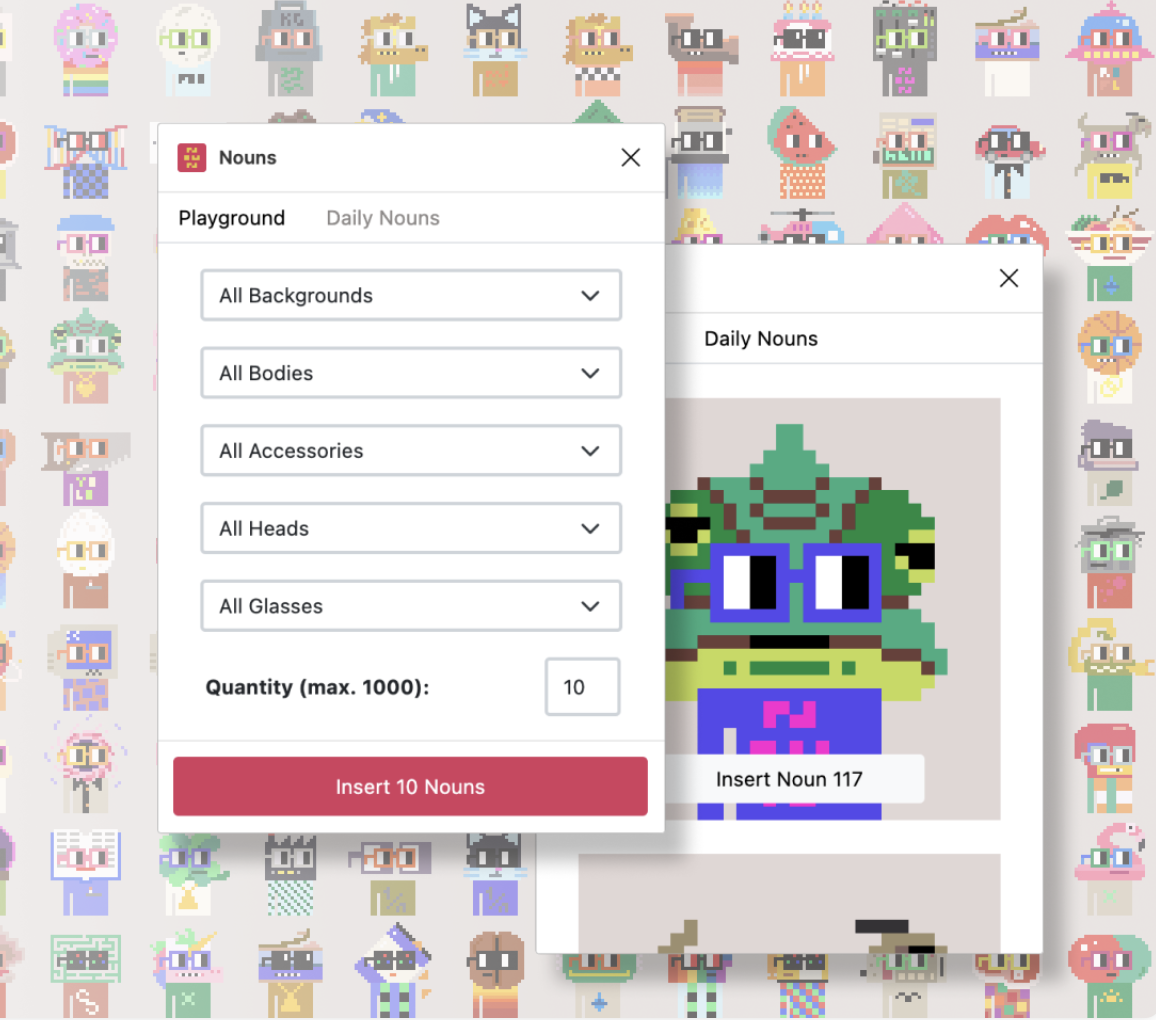 KG
Nouns
Playground
Daily Nouns
All Backgrounds
All Bodies
All Accessories
All Heads
All Glasses
Quantity (max. 1000):
10
Insert 10 Nouns
Daily Nouns
Insert Noun 117